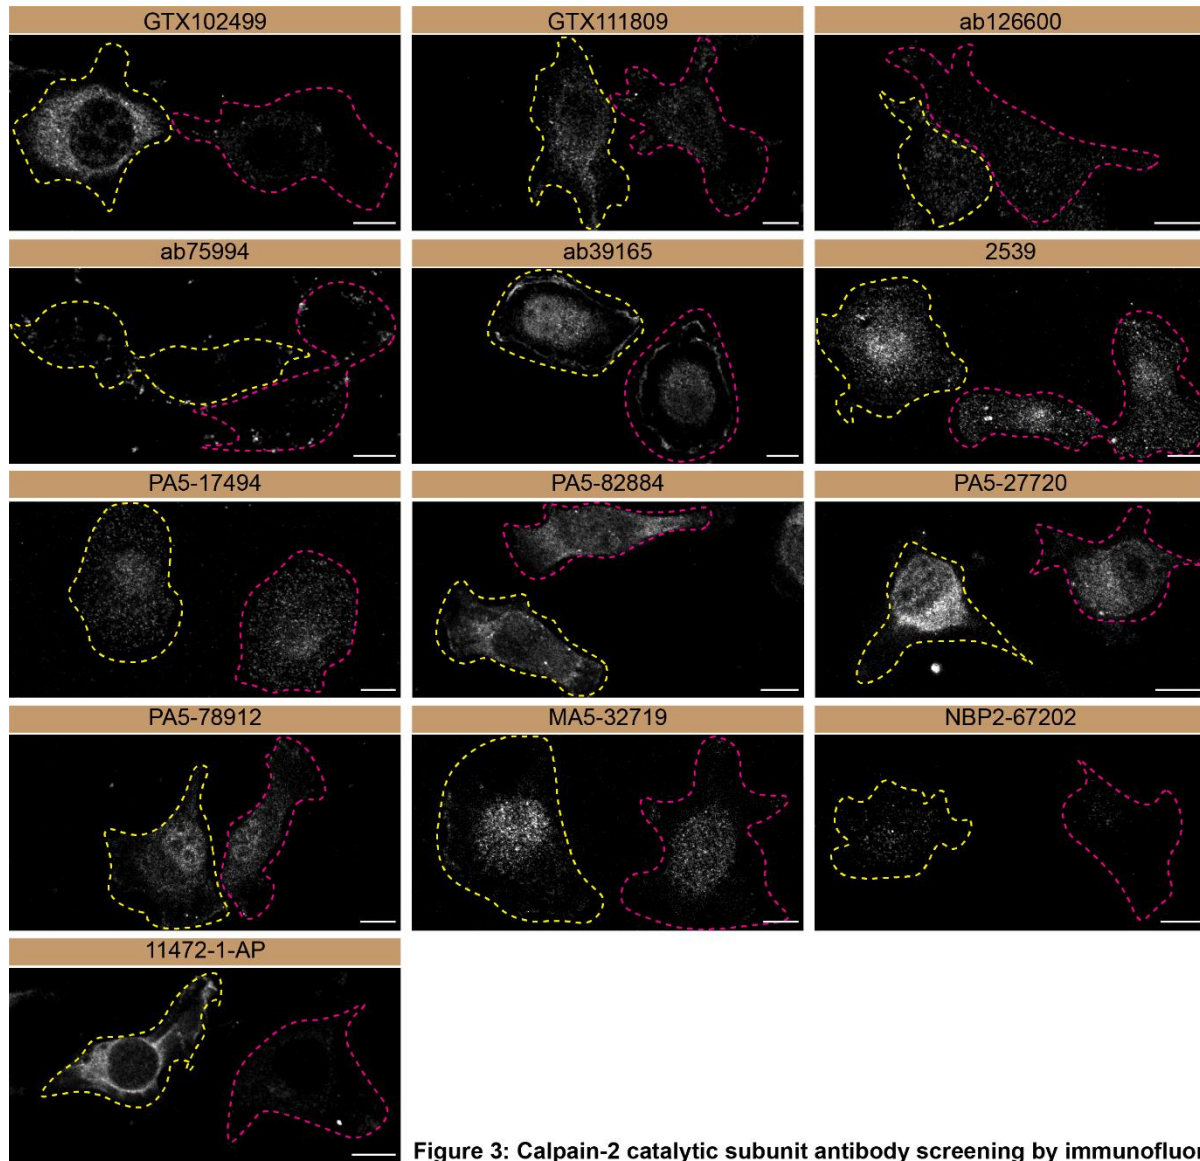 GTX102499
GTX111809
ab126600
ab75994
ab39165
2539
PA5-17494
PA5-82884
PA5-27720
PA5-78912
MA5-32719
NBP2-67202
11472-1-AP
Figure 3: Calpain-2 catalytic subunit antibody screening by immunofluo